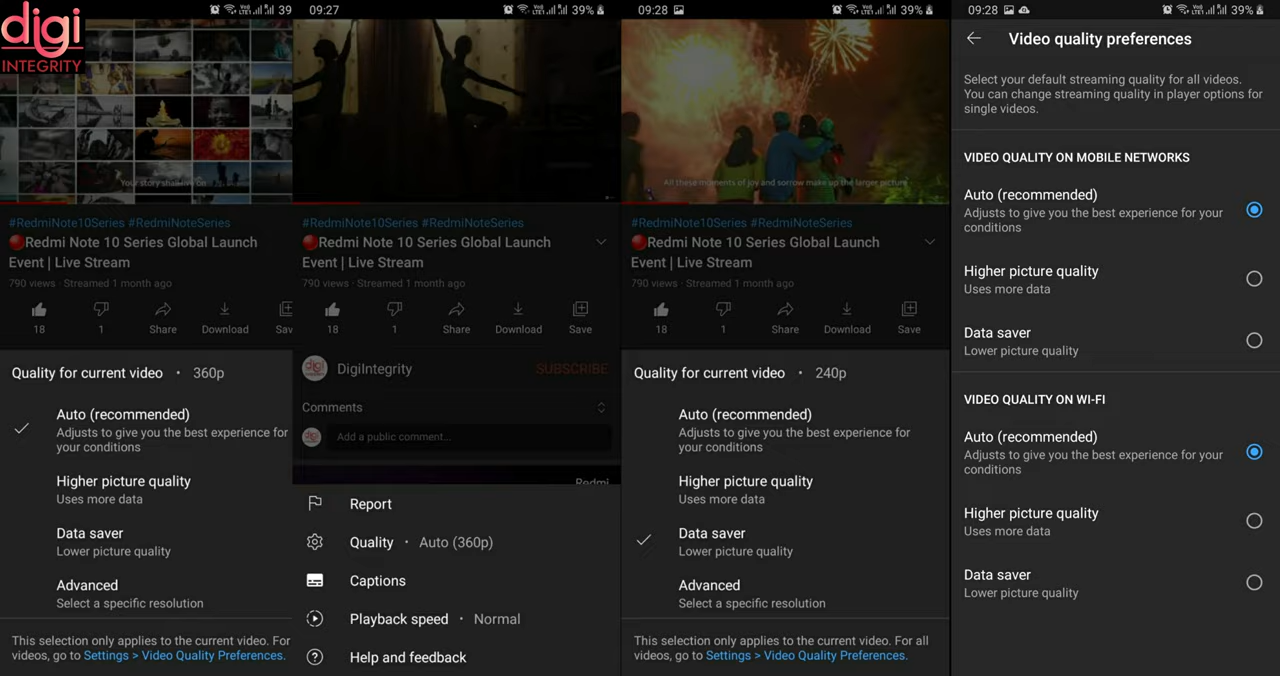 digi
INTEGRITY
39
Your story shall live on
#RedmiNote10Series #RedmiNoteSeries
🔴Redmi Note 10 Series Global Launch
Event | Live Stream
790 views · Streamed 1 month ago
18
1
Share
Download
Sav
Quality for current video • 360p
Auto (recommended)
Adjusts to give you the best experience for
your conditions
Higher picture quality
Uses more data
Data saver
Lower picture quality
Advanced
Select a specific resolution
This selection only applies to the current video. For
videos, go to Settings > Video Quality Preferences.
09:27
39%
#RedmiNote10Series #RedmiNoteSeries
🔴Redmi Note 10 Series Global Launch
Event | Live Stream
790 views · Streamed 1 month ago
18
1
Share
Download
Save
DigiIntegrity
SUBSCRIBE
Comments
Add a public comment...
Redmi
Report
Quality • Auto (360p)
Captions
Playback speed • Normal
Help and feedback
09:28
39%
All these moments of joy and sorrow make up the larger picture
#RedmiNote10Series #RedmiNoteSeries
🔴Redmi Note 10 Series Global Launch
Event | Live Stream
790 views · Streamed 1 month ago
18
1
Share
Download
Save
Quality for current video • 240p
Auto (recommended)
Adjusts to give you the best experience for
your conditions
Higher picture quality
Uses more data
Data saver
Lower picture quality
Advanced
Select a specific resolution
This selection only applies to the current video. For all
videos, go to Settings > Video Quality Preferences.
09:28
39%
Video quality preferences
Select your default streaming quality for all videos.
You can change streaming quality in player options for
single videos.
VIDEO QUALITY ON MOBILE NETWORKS
Auto (recommended)
Adjusts to give you the best experience for your
conditions
Higher picture quality
Uses more data
Data saver
Lower picture quality
VIDEO QUALITY ON WI-FI
Auto (recommended)
Adjusts to give you the best experience for your
conditions
Higher picture quality
Uses more data
Data saver
Lower picture quality